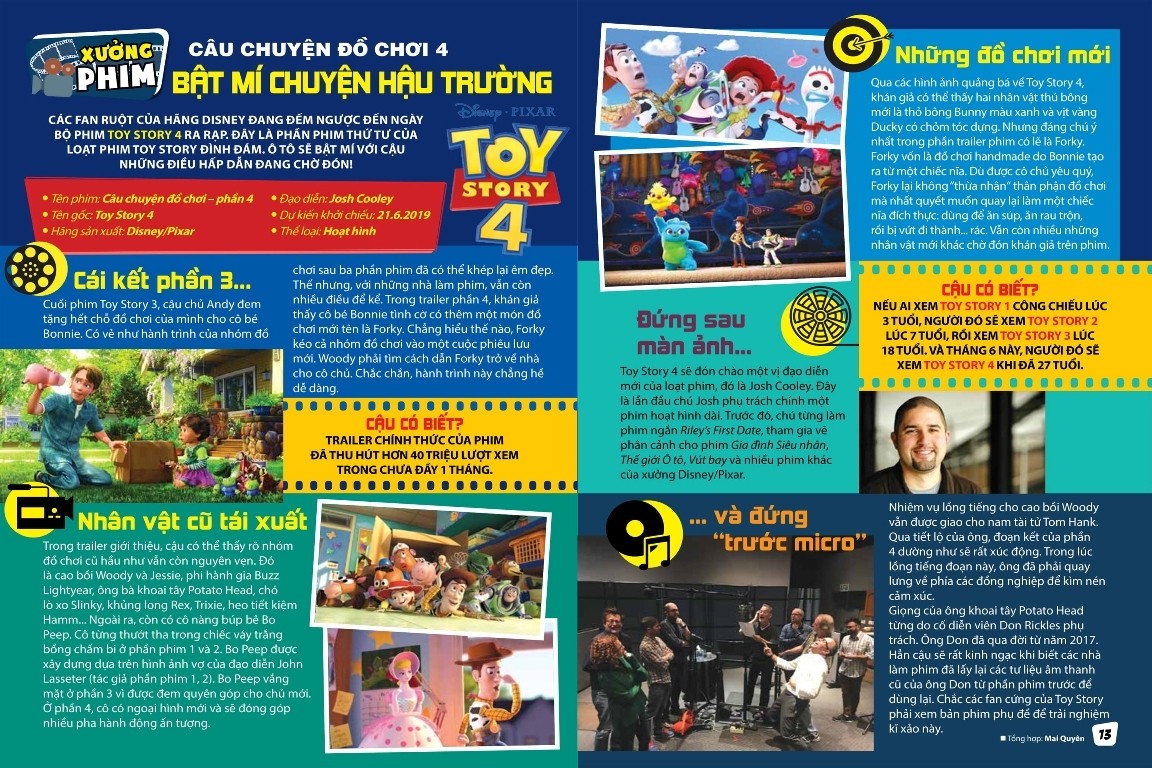 XƯỞNG
PHIM
CÂU CHUYỆN ĐỒ CHƠI 4
BẬT MÍ CHUYỆN HẬU TRƯỜNG
CÁC FAN RUỘT CỦA HÃNG DISNEY ĐANG ĐẾM NGƯỢC ĐẾN NGÀY
BỘ PHIM TOY STORY 4 RA RẠP. ĐÂY LÀ PHẦN PHIM THỨ TƯ CỦA
LOẠT PHIM TOY STORY ĐÌNH ĐÁM. Ô TÔ SẼ BẬT MÍ VỚI CẬU
NHỮNG ĐIỀU HẤP DẪN ĐANG CHỜ ĐÓN!
Disney · PIXAR
TOY
STORY
4
• Tên phim: Câu chuyện đồ chơi – phần 4
• Tên gốc: Toy Story 4
• Hãng sản xuất: Disney/Pixar
• Đạo diễn: Josh Cooley
• Dự kiến khởi chiếu: 21.6.2019
• Thể loại: Hoạt hình
Cái kết phần 3...
Cuối phim Toy Story 3, cậu chủ Andy đem
tặng hết chỗ đồ chơi của mình cho cô bé
Bonnie. Có vẻ như hành trình của nhóm đồ
chơi sau ba phần phim đã có thể khép lại êm đẹp.
Thế nhưng, với những nhà làm phim, vẫn còn
nhiều điều để kể. Trong trailer phần 4, khán giả
thấy cô bé Bonnie tình cờ có thêm một món đồ
chơi mới tên là Forky. Chẳng hiểu thế nào, Forky
kéo cả nhóm đồ chơi vào một cuộc phiêu lưu
mới. Woody phải tìm cách dẫn Forky trở về nhà
cho cô chủ. Chắc chắn, hành trình này chẳng hề
dễ dàng.
CẬU CÓ BIẾT?
TRAILER CHÍNH THỨC CỦA PHIM
ĐÃ THU HÚT HƠN 40 TRIỆU LƯỢT XEM
TRONG CHƯA ĐẦY 1 THÁNG.
Nhân vật cũ tái xuất
Trong trailer giới thiệu, cậu có thể thấy rõ nhóm
đồ chơi cũ hầu như vẫn còn nguyên vẹn. Đó
là cao bồi Woody và Jessie, phi hành gia Buzz
Lightyear, ông bà khoai tây Potato Head, chó
lò xo Slinky, khủng long Rex, Trixie, heo tiết kiệm
Hamm... Ngoài ra, còn có cô nàng búp bê Bo
Peep. Cô từng thướt tha trong chiếc váy trắng
bồng chấm bi ở phần phim 1 và 2. Bo Peep được
xây dựng dựa trên hình ảnh vợ của đạo diễn John
Lasseter (tác giả phần phim 1, 2). Bo Peep vắng
mặt ở phần 3 vì được đem quyên góp cho chủ mới.
Ở phần 4, cô có ngoại hình mới và sẽ đóng góp
nhiều pha hành động ấn tượng.
Những đồ chơi mới
Qua các hình ảnh quảng bá về Toy Story 4,
khán giả có thể thấy hai nhân vật thú bông
mới là thỏ bông Bunny màu xanh và vịt vàng
Ducky có chỏm tóc dựng. Nhưng đáng chú ý
nhất trong phần trailer phim có lẽ là Forky.
Forky vốn là đồ chơi handmade do Bonnie tạo
ra từ một chiếc nĩa. Dù được cô chủ yêu quý,
Forky lại không "thừa nhận" thân phận đồ chơi
mà nhất quyết muốn quay lại làm một chiếc
nĩa đích thực: dùng để ăn súp, ăn rau trộn,
rồi bị vứt đi thành... rác. Vẫn còn nhiều những
nhân vật mới khác chờ đón khán giả trên phim.
CẬU CÓ BIẾT?
NẾU AI XEM TOY STORY 1 CÔNG CHIẾU LÚC
3 TUỔI, NGƯỜI ĐÓ SẼ XEM TOY STORY 2
LÚC 7 TUỔI, RỒI XEM TOY STORY 3 LÚC
18 TUỔI. VÀ THÁNG 6 NÀY, NGƯỜI ĐÓ SẼ
XEM TOY STORY 4 KHI ĐÃ 27 TUỔI.
Đứng sau
màn ảnh...
Toy Story 4 sẽ đón chào một vị đạo diễn
mới của loạt phim, đó là Josh Cooley. Đây
là lần đầu chú Josh phụ trách chính một
phim hoạt hình dài. Trước đó, chú từng làm
phim ngắn Riley's First Date, tham gia vẽ
phân cảnh cho phim Gia đình Siêu nhân,
Thế giới Ô tô, Vút bay và nhiều phim khác
của xưởng Disney/Pixar.
... và đứng
"trước micro"
Nhiệm vụ lồng tiếng cho cao bồi Woody
vẫn được giao cho nam tài tử Tom Hank.
Qua tiết lộ của ông, đoạn kết của phần
4 dường như sẽ rất xúc động. Trong lúc
lồng tiếng đoạn này, ông đã phải quay
lưng về phía các đồng nghiệp để kìm nén
cảm xúc.
Giọng của ông khoai tây Potato Head
từng do cố diễn viên Don Rickles phụ
trách. Ông Don đã qua đời từ năm 2017.
Hẳn cậu sẽ rất kinh ngạc khi biết các nhà
làm phim đã lấy lại các tư liệu âm thanh
cũ của ông Don từ phần phim trước để
dùng lại. Chắc các fan cứng của Toy Story
phải xem bản phim phụ đề để trải nghiệm
kĩ xảo này.
■ Tổng hợp: Mai Quyên
13